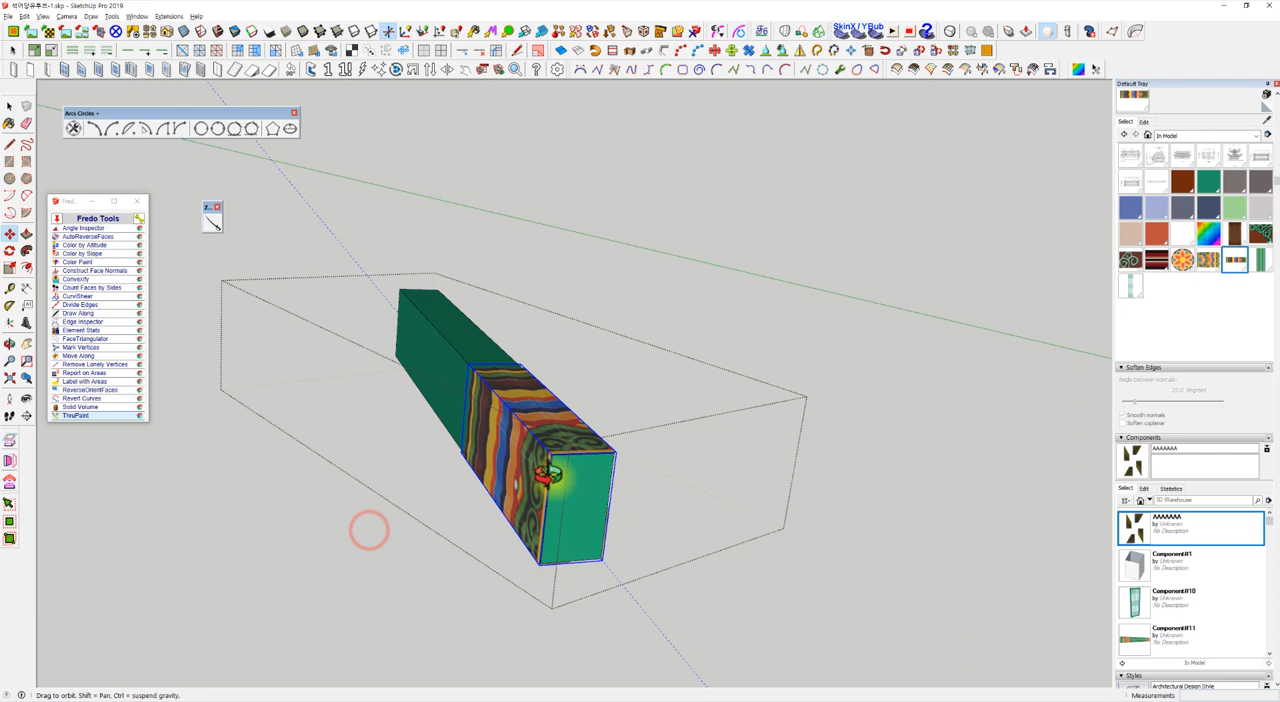 석어당유투브-1.skp - SketchUp Pro 2019
File Edit View Camera Draw Tools Window Extensions Help
SkinX/YBub
Arcs Circles
Fred...
Z...
Fredo Tools
Angle Inspector
AutoReverseFaces
Color by Altitude
Color by Slope
Color Paint
Construct Face Normals
Convexify
Count Faces by Sides
CurviShear
Divide Edges
Draw Along
Edge Inspector
Element Stats
FaceTriangulator
Mark Vertices
Move Along
Remove Lonely Vertices
Report on Areas
Label with Areas
ReverseOrientFaces
Revert Curves
Solid Volume
ThruPaint
Default Tray
Select Edit
In Model
Soften Edges
Angle between normals:
20.0 degrees
Smooth normals
Soften coplanar
Components
AAAAAAA
Select Edit Statistics
3D Warehouse
AAAAAAA
by Unknown
No Description
Component#1
by Unknown
No Description
Component#10
by Unknown
No Description
Component#11
by Unknown
No Description
In Model
Styles
Architectural Design Style
Drag to orbit. Shift = Pan, Ctrl = suspend gravity.
Measurements